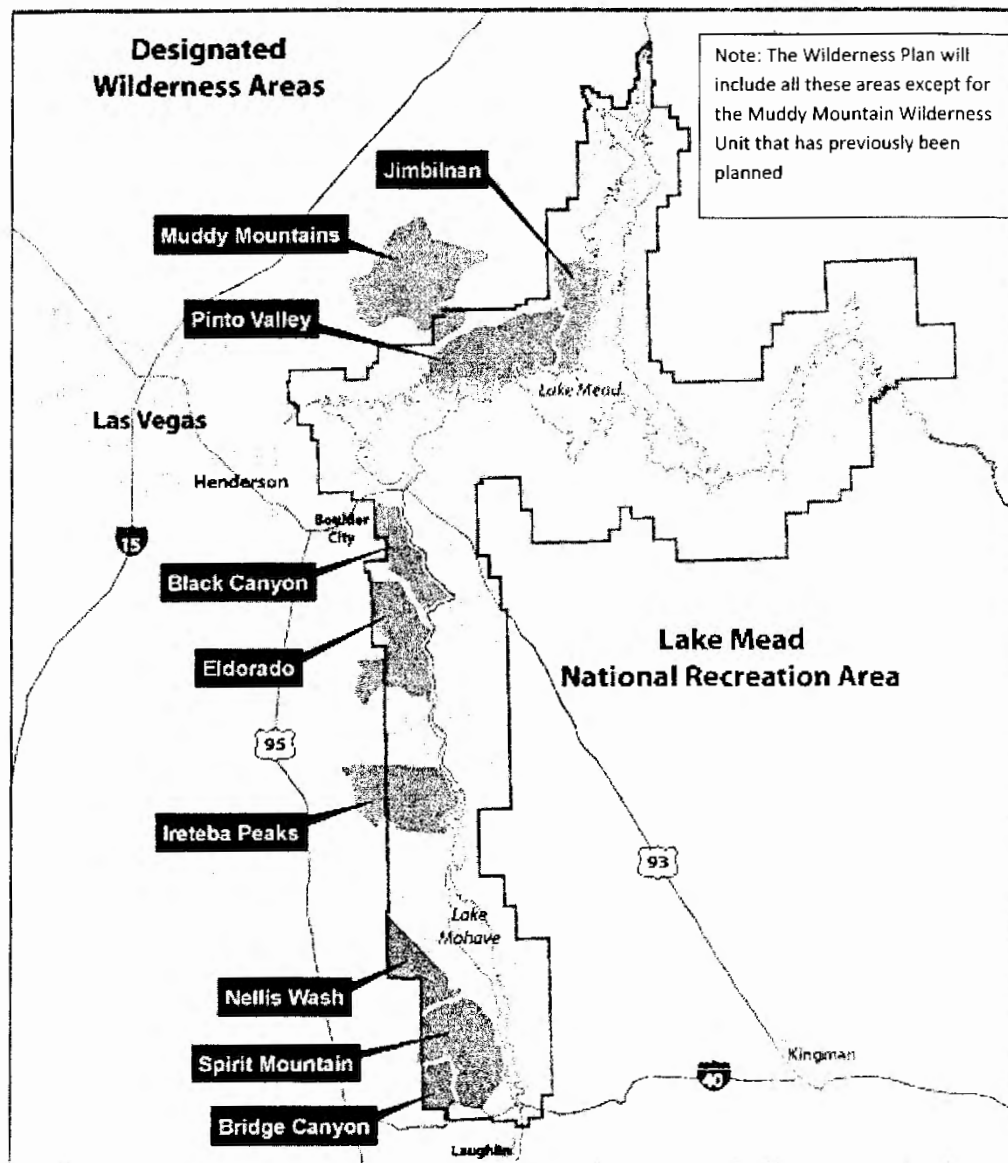 Designated
Wilderness Areas
Note: The Wilderness Plan will
include all these areas except for
the Muddy Mountain Wilderness
Unit that has previously been
planned
Jimbilnan
Muddy Mountains
Pinto Valley
Lake Mead
Las Vegas
Henderson
Boulder
City
15
Black Canyon
Eldorado
Lake Mead
National Recreation Area
95
Ireteba Peaks
93
Lake
Mohave
Nellis Wash
Spirit Mountain
Kingman
40
Bridge Canyon
Laughlin